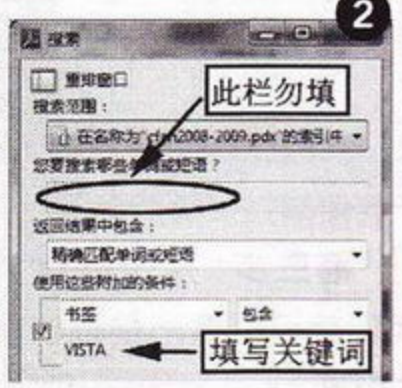 2
搜索
重排窗口
此栏勿填
搜索范围：
在名称为"cfan2008-2009.pdx"的索引中
您要搜索哪些单词或短语？
返回结果中包含：
精确匹配单词或短语
使用这些附加的条件：
书签 包含
VISTA 填写关键词